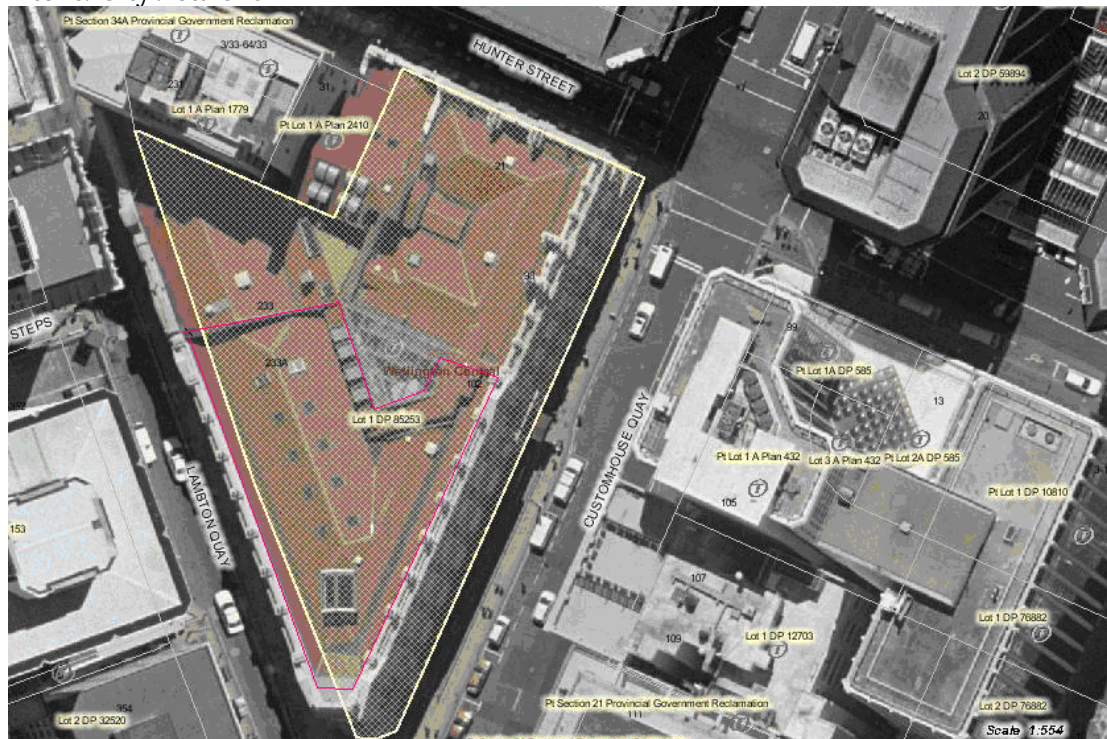 Pt Section 34A Provincial Government Reclamation
3/33-64/33
HUNTER STREET
Lot 2 DP 59894
231
31
Lot 1 A Plan 1779
20
Pt Lot 1 A Plan 2410
21
93
233
STEPS
99
233A
Wellington Central
102
Pt Lot 1A DP 585
13
Lot 1 DP 85253
CUSTOMHOUSE QUAY
Pt Lot 1 A Plan 432
Lot 3 A Plan 432
Pt Lot 2A DP 585
Pt Lot 1 DP 10810
105
153
LAMBTON QUAY
107
Lot 1 DP 76882
109
Lot 1 DP 12703
Pt Section 21 Provincial Government Reclamation
111
354
Lot 2 DP 32520
Lot 2 DP 76882
Scale 1:554